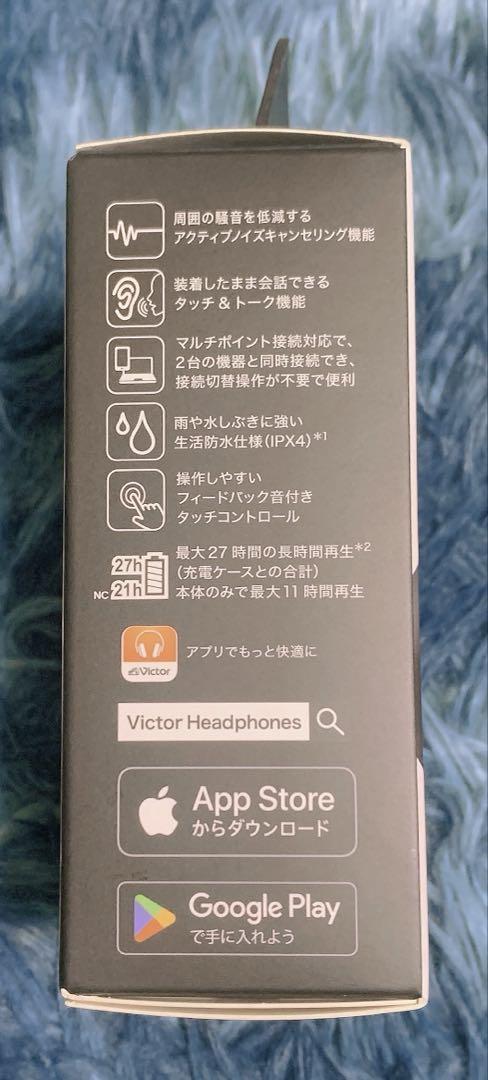 周囲の騒音を低減する
アクティブノイズキャンセリング機能
装着したまま会話できる
タッチ＆トーク機能
マルチポイント接続対応で、
2台の機器と同時接続でき、
接続切替操作が不要で便利
雨や水しぶきに強い
生活防水仕様(IPX4)*1
操作しやすい
フィードバック音付き
タッチコントロール
27h
NC 21h
最大27時間の長時間再生*2
(充電ケースとの合計)
本体のみで最大11時間再生
Victor
アプリでもっと快適に
Victor Headphones
App Store
からダウンロード
Google Play
で手に入れよう